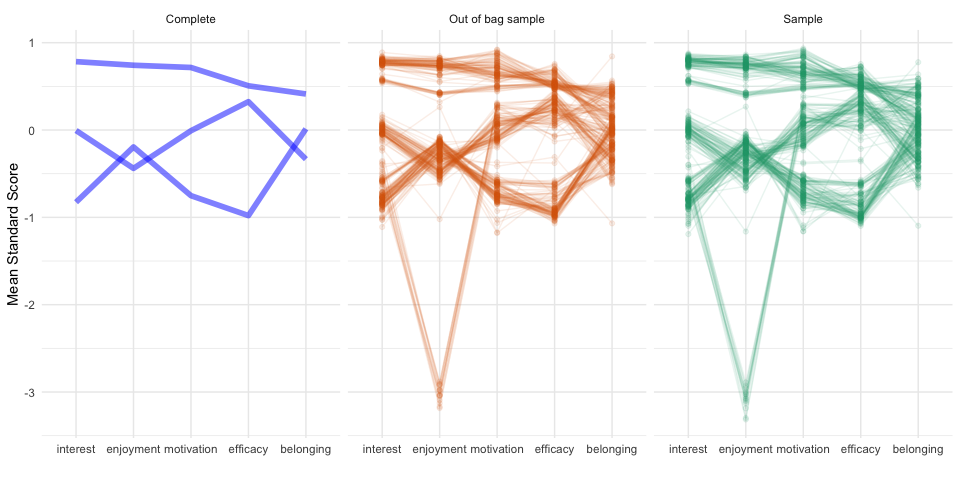 Complete
Out of bag sample
Sample
Mean Standard Score
1
0
-1
-2
-3
interest enjoyment motivation efficacy belonging
interest enjoyment motivation efficacy belonging
interest enjoyment motivation efficacy belonging